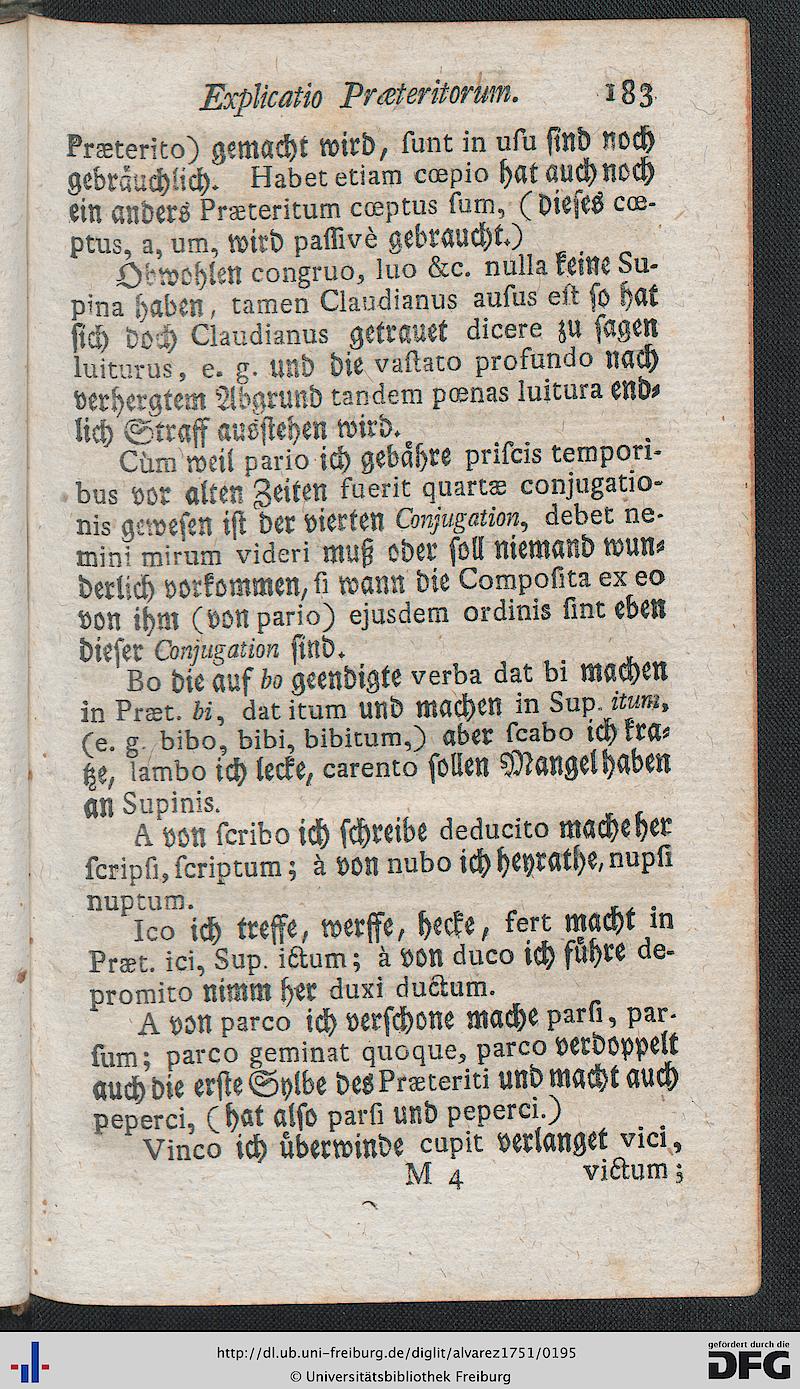 Explicatio Præteritorum. 183
Præterito) gemacht wird, ſunt in uſu ſind noch
gebräuchlich. Habet etiam cœpio hat auch noch
ein anders Præteritum cœptus ſum, (dieſes cœ-
ptus, a, um, wird paſſivè gebraucht.)
Obwohlen congruo, luo &c. nulla keine Su-
pina haben, tamen Claudianus auſus eſt ſo hat
ſich doch Claudianus getrauet dicere zu ſagen
luiturus, e. g. und die vaſtato profundo nach
verhergtem Abgrund tandem pœnas luitura end⸗
lich Straff ausſtehen wird.
Cùm weil pario ich gebähre priſcis tempori-
bus vor alten Zeiten fuerit quartæ conjugatio-
nis geweſen iſt der vierten Conjugation, debet ne-
mini mirum videri muß oder ſoll niemand wun⸗
derlich vorkommen, ſi wann die Compoſita ex eo
von ihm (von pario) ejusdem ordinis ſint eben
dieſer Conjugation ſind.
Bo die auf bo geendigte verba dat bi machen
in Præt. bi, dat itum und machen in Sup. itum,
(e. g. bibo, bibi, bibitum,) aber ſcabo ich kra⸗
tze, lambo ich lecke, carento ſollen Mangel haben
an Supinis.
A von ſcribo ich ſchreibe deducito mache her
ſcripſi, ſcriptum; à von nubo ich heyrathe, nupſi
nuptum.
Ico ich treffe, werffe, hecke, fert macht in
Præt. ici, Sup. ictum; à von duco ich führe de-
promito nimm her duxi ductum.
A von parco ich verſchone mache parſi, par-
ſum; parco geminat quoque, parco verdoppelt
auch die erſte Sylbe des Præteriti und macht auch
peperci, (hat alſo parſi und peperci.)
Vinco ich überwinde cupit verlanget vici,
M 4 victum;
http://dl.ub.uni-freiburg.de/diglit/alvarez1751/0195
© Universitätsbibliothek Freiburg
gefördert durch die
DFG